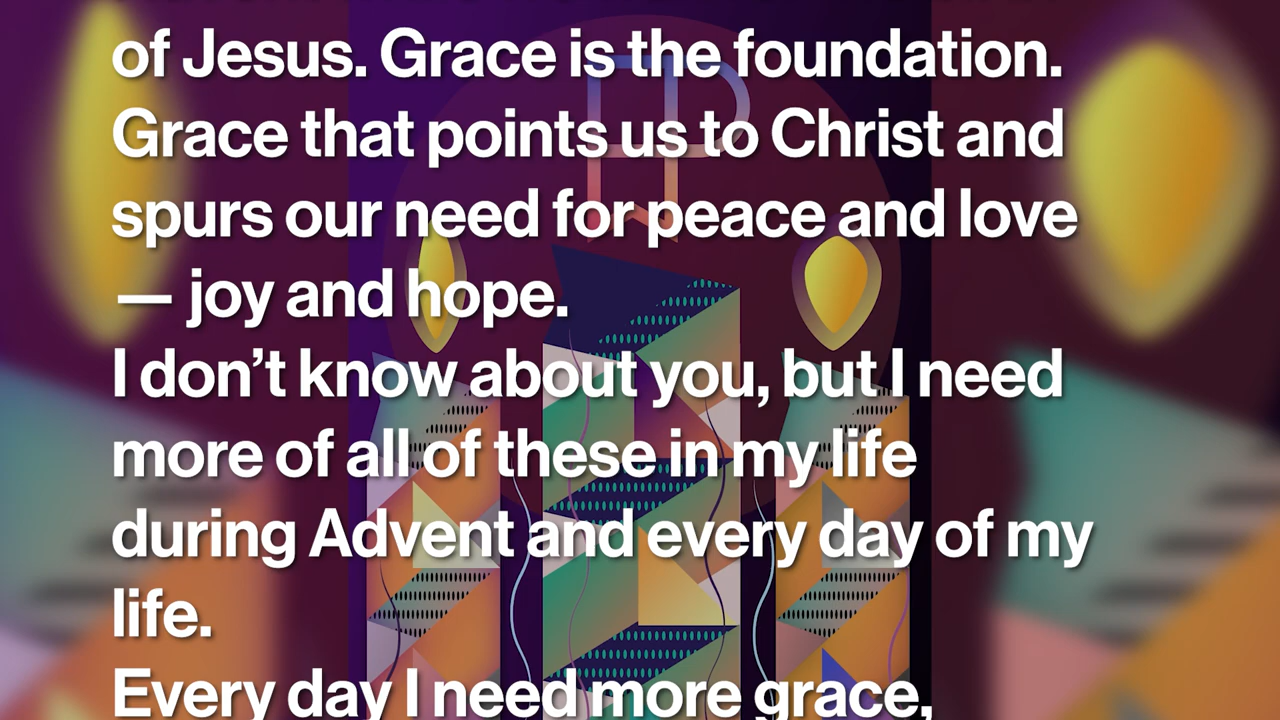 of Jesus. Grace is the foundation.
Grace that points us to Christ and
spurs our need for peace and love
— joy and hope.
I don’t know about you, but I need
more of all of these in my life
during Advent and every day of my
life.
Every day I need more grace,